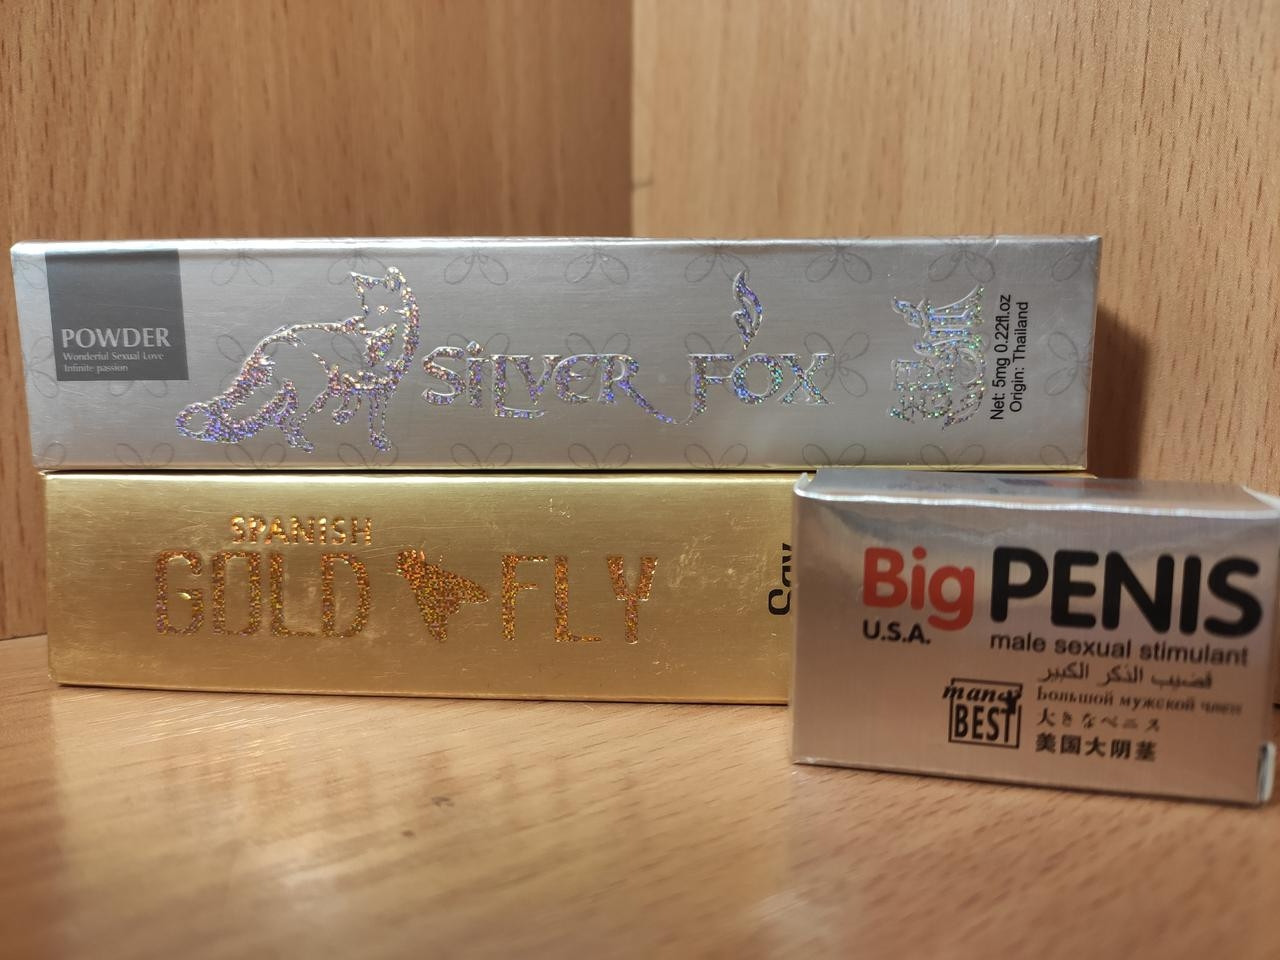 POWDER
Wonderful Sexual Love
Infinite passion
SiLVER FOX
Net: 5mg 0.22fl.oz
Origin: Thailand
SPANISH
GOLD FLY
Big PENIS
U.S.A.
male sexual stimulant
قضيب الذكر الكبير
man
BEST
Большой мужской член
大きなペニス
美国大阴茎